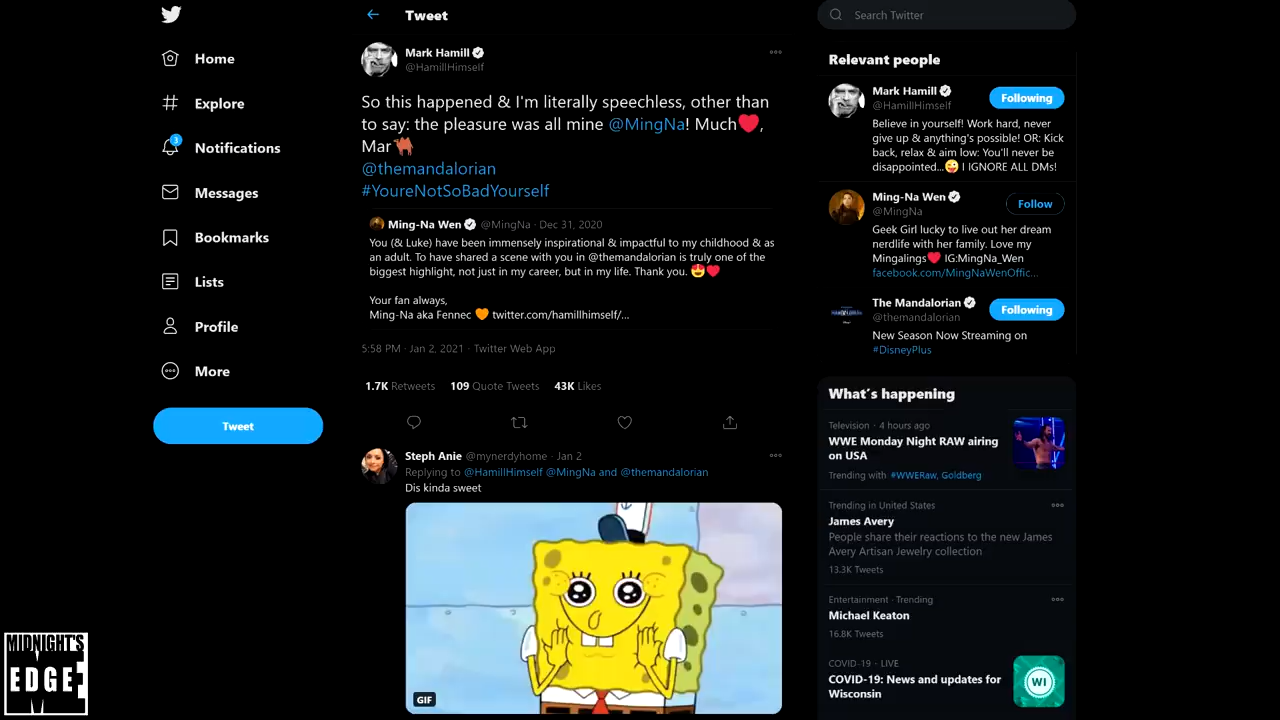 Home
Explore
3
Notifications
Messages
Bookmarks
Lists
Profile
More
Tweet
MIDNIGHT'S
EDGE
Tweet
Mark Hamill
@HamillHimself
So this happened & I'm literally speechless, other than
to say: the pleasure was all mine @MingNa! Much❤️,
Mar🐫
@themandalorian
#YoureNotSoBadYourself
Ming-Na Wen @MingNa · Dec 31, 2020
You (& Luke) have been immensely inspirational & impactful to my childhood & as
an adult. To have shared a scene with you in @themandalorian is truly one of the
biggest highlight, not just in my career, but in my life. Thank you. 😍❤️
Your fan always,
Ming-Na aka Fennec 🧡 twitter.com/hamillhimself/...
5:58 PM · Jan 2, 2021 · Twitter Web App
1.7K Retweets 109 Quote Tweets 43K Likes
Steph Anie @mynerdyhome · Jan 2
Replying to @HamillHimself @MingNa and @themandalorian
Dis kinda sweet
GIF
Search Twitter
Relevant people
Mark Hamill
@HamillHimself
Following
Believe in yourself! Work hard, never
give up & anything's possible! OR: Kick
back, relax & aim low: You'll never be
disappointed...😜 I IGNORE ALL DMs!
Ming-Na Wen
@MingNa
Follow
Geek Girl lucky to live out her dream
nerdlife with her family. Love my
Mingalings❤️ IG:MingNa_Wen
facebook.com/MingNaWenOffic...
The Mandalorian
@themandalorian
Following
New Season Now Streaming on
#DisneyPlus
What's happening
Television · 4 hours ago
WWE Monday Night RAW airing
on USA
Trending with #WWERaw, Goldberg
Trending in United States
James Avery
People share their reactions to the new James
Avery Artisan Jewelry collection
13.3K Tweets
Entertainment · Trending
Michael Keaton
16.8K Tweets
COVID-19 · LIVE
COVID-19: News and updates for
Wisconsin
WI